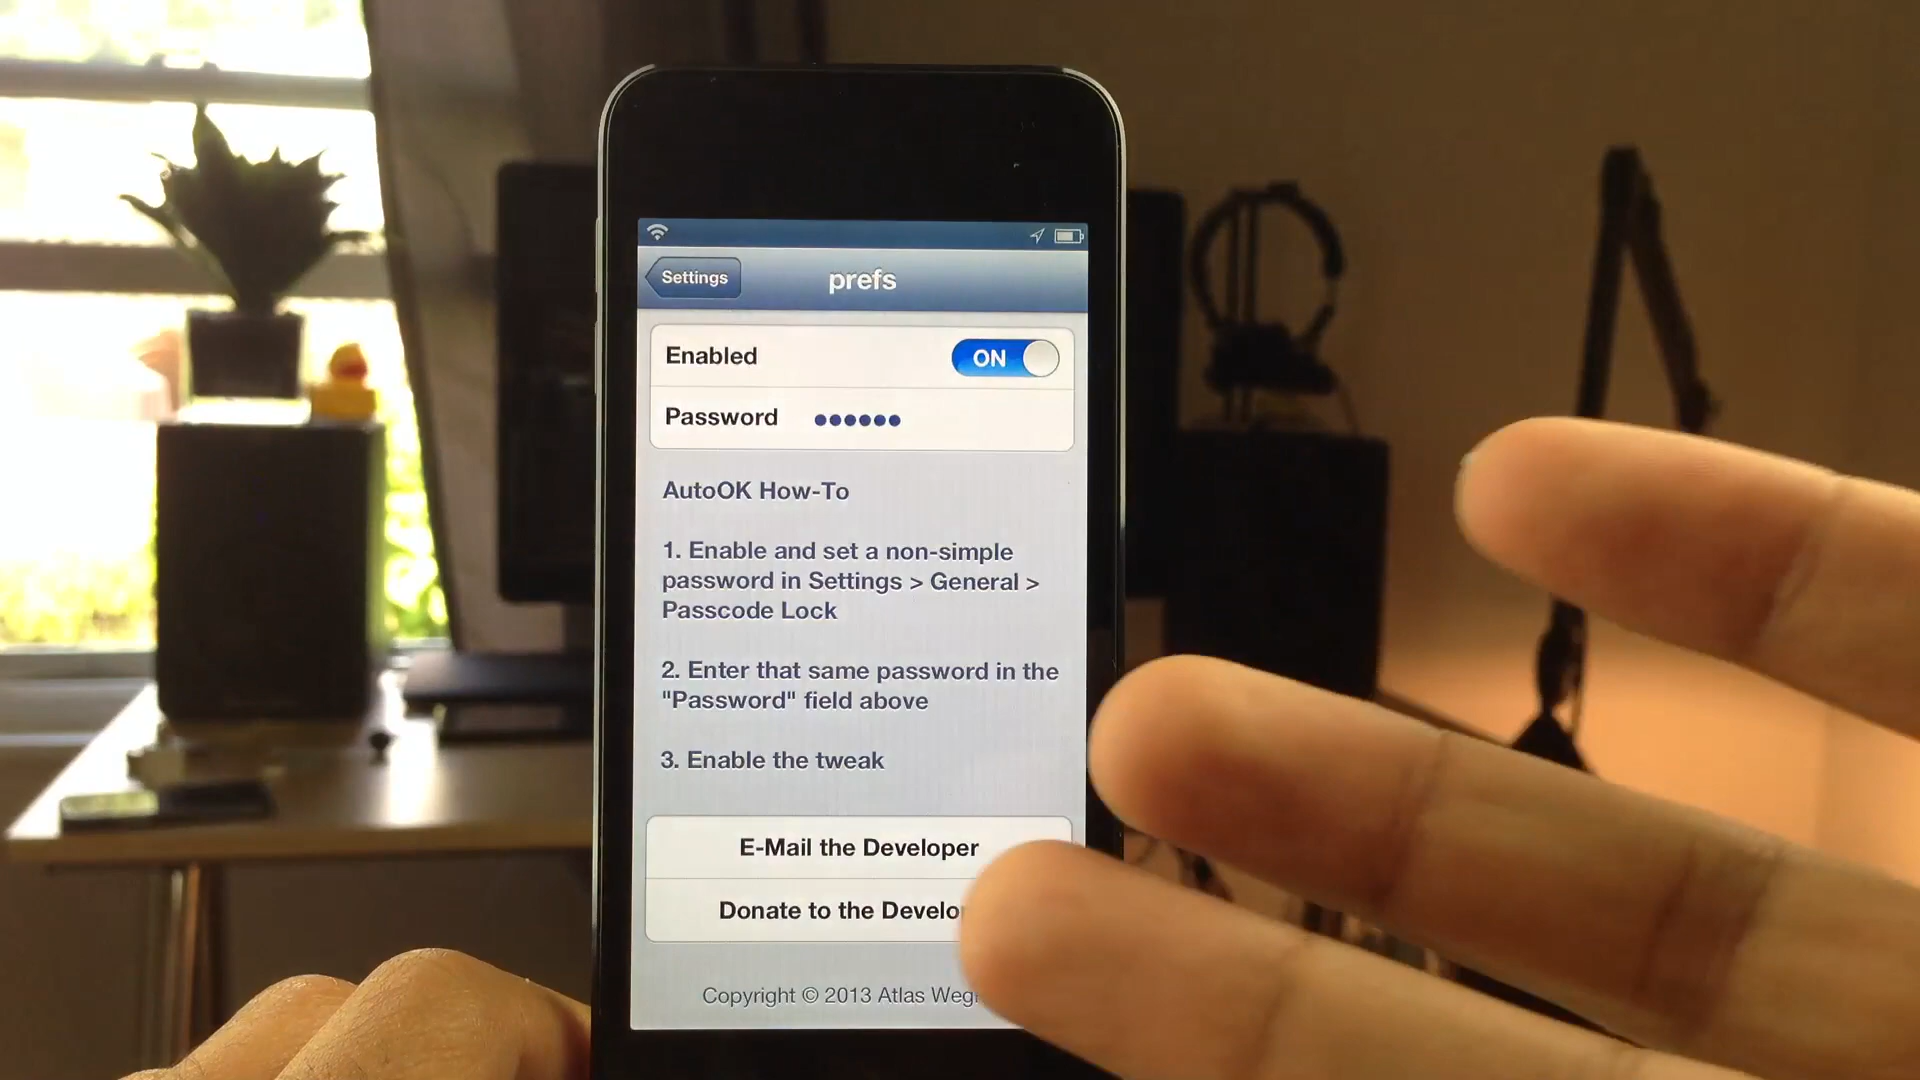 Settings
prefs
Enabled ON
Password ••••••
AutoOK How-To
1. Enable and set a non-simple
password in Settings > General >
Passcode Lock
2. Enter that same password in the
"Password" field above
3. Enable the tweak
E-Mail the Developer
Donate to the
Copyright © 2013 Atlas